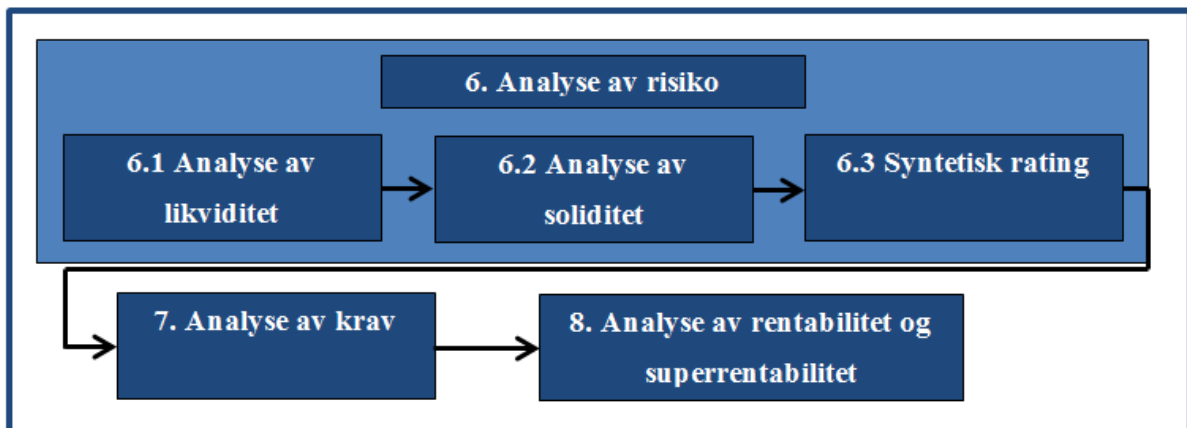 6. Analyse av risiko
6.1 Analyse av
likviditet
6.2 Analyse av
soliditet
6.3 Syntetisk rating
7. Analyse av krav
8. Analyse av rentabilitet og
superrentabilitet